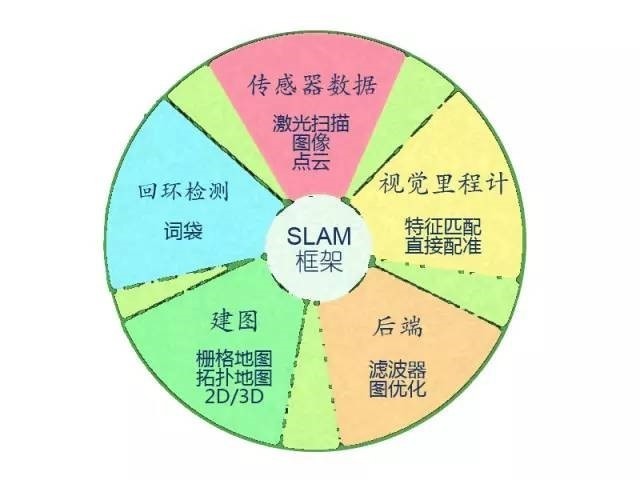 传感器数据
激光扫描
图像
点云
视觉里程计
特征匹配
直接配准
后端
滤波器
图优化
建图
栅格地图
拓扑地图
2D/3D
回环检测
词袋
SLAM
框架